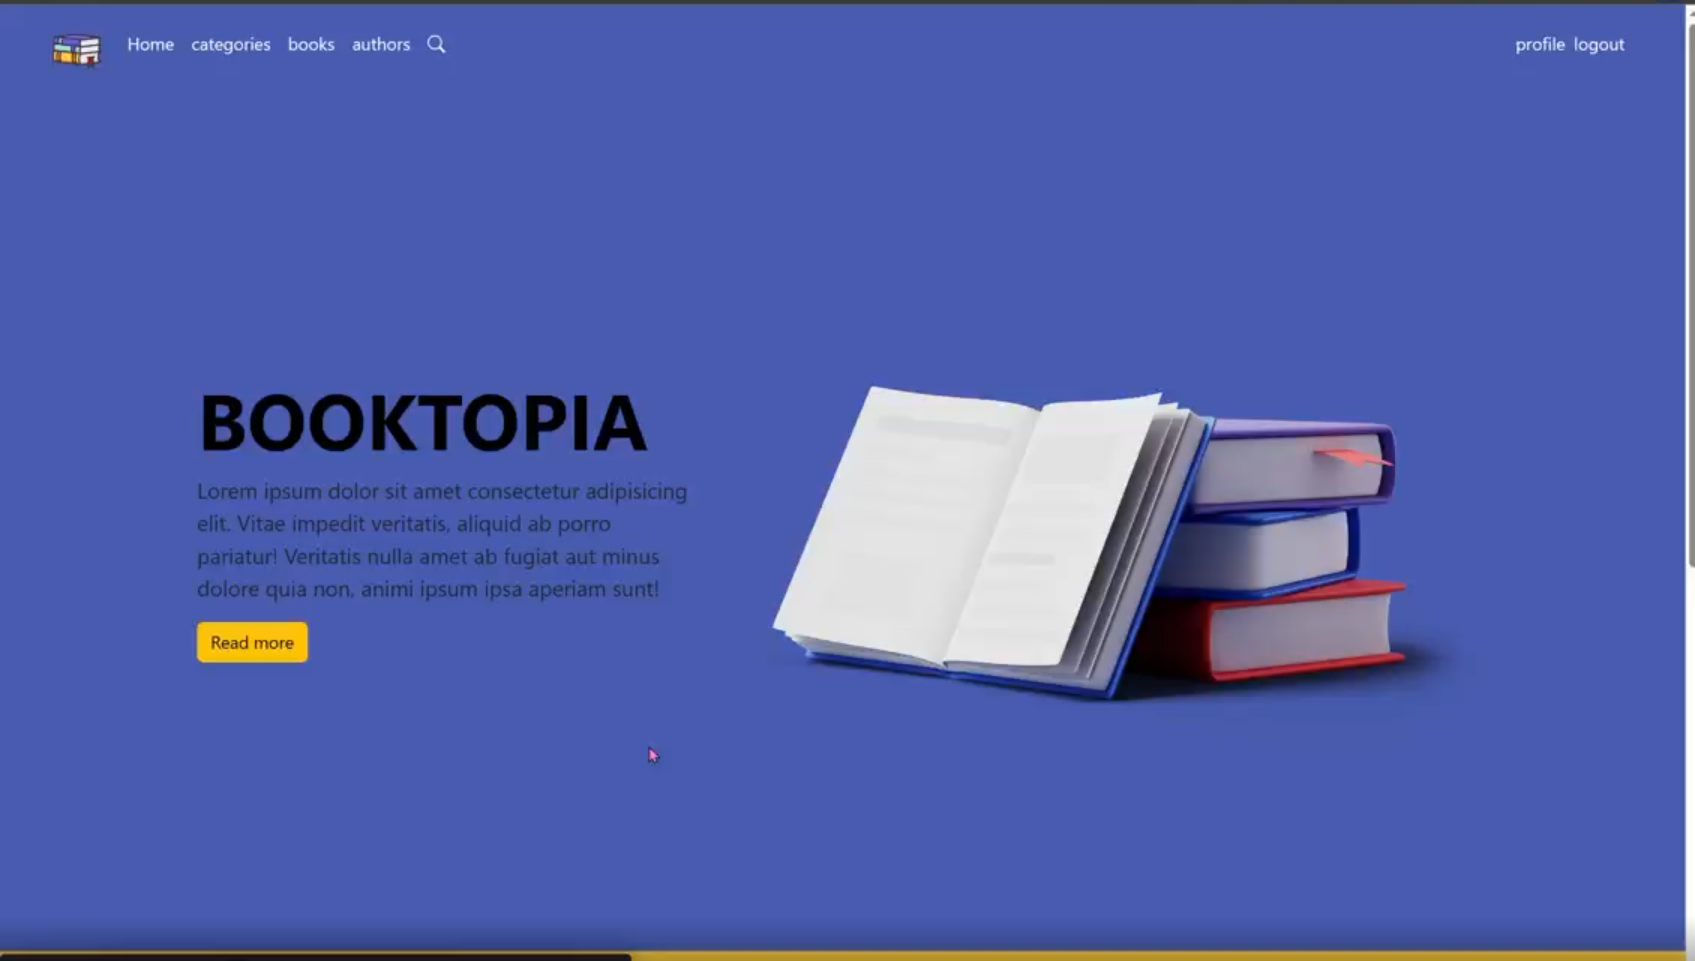 Home categories books authors
profile logout
BOOKTOPIA
Lorem ipsum dolor sit amet consectetur adipisicing
elit. Vitae impedit veritatis, aliquid ab porro
pariatur! Veritatis nulla amet ab fugiat aut minus
dolore quia non, animi ipsum ipsa aperiam sunt!
Read more